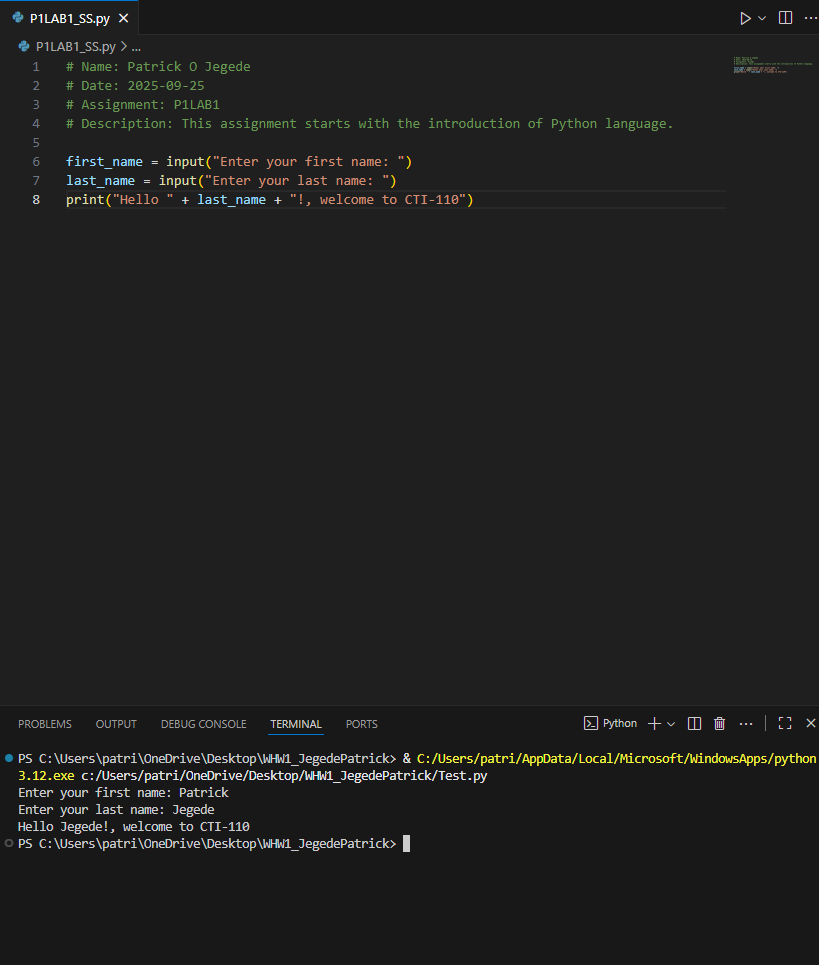 P1LAB1_SS.py
P1LAB1_SS.py > ...
1 # Name: Patrick O Jegede
2 # Date: 2025-09-25
3 # Assignment: P1LAB1
4 # Description: This assignment starts with the introduction of Python language.
5
6 first_name = input("Enter your first name: ")
7 last_name = input("Enter your last name: ")
8 print("Hello " + last_name + "!, welcome to CTI-110")
PROBLEMS OUTPUT DEBUG CONSOLE TERMINAL PORTS Python
PS C:\Users\patri\OneDrive\Desktop\WHW1_JegedePatrick> & C:/Users/patri/AppData/Local/Microsoft/WindowsApps/python
3.12.exe c:/Users/patri/OneDrive/Desktop/WHW1_JegedePatrick/Test.py
Enter your first name: Patrick
Enter your last name: Jegede
Hello Jegede!, welcome to CTI-110
PS C:\Users\patri\OneDrive\Desktop\WHW1_JegedePatrick>